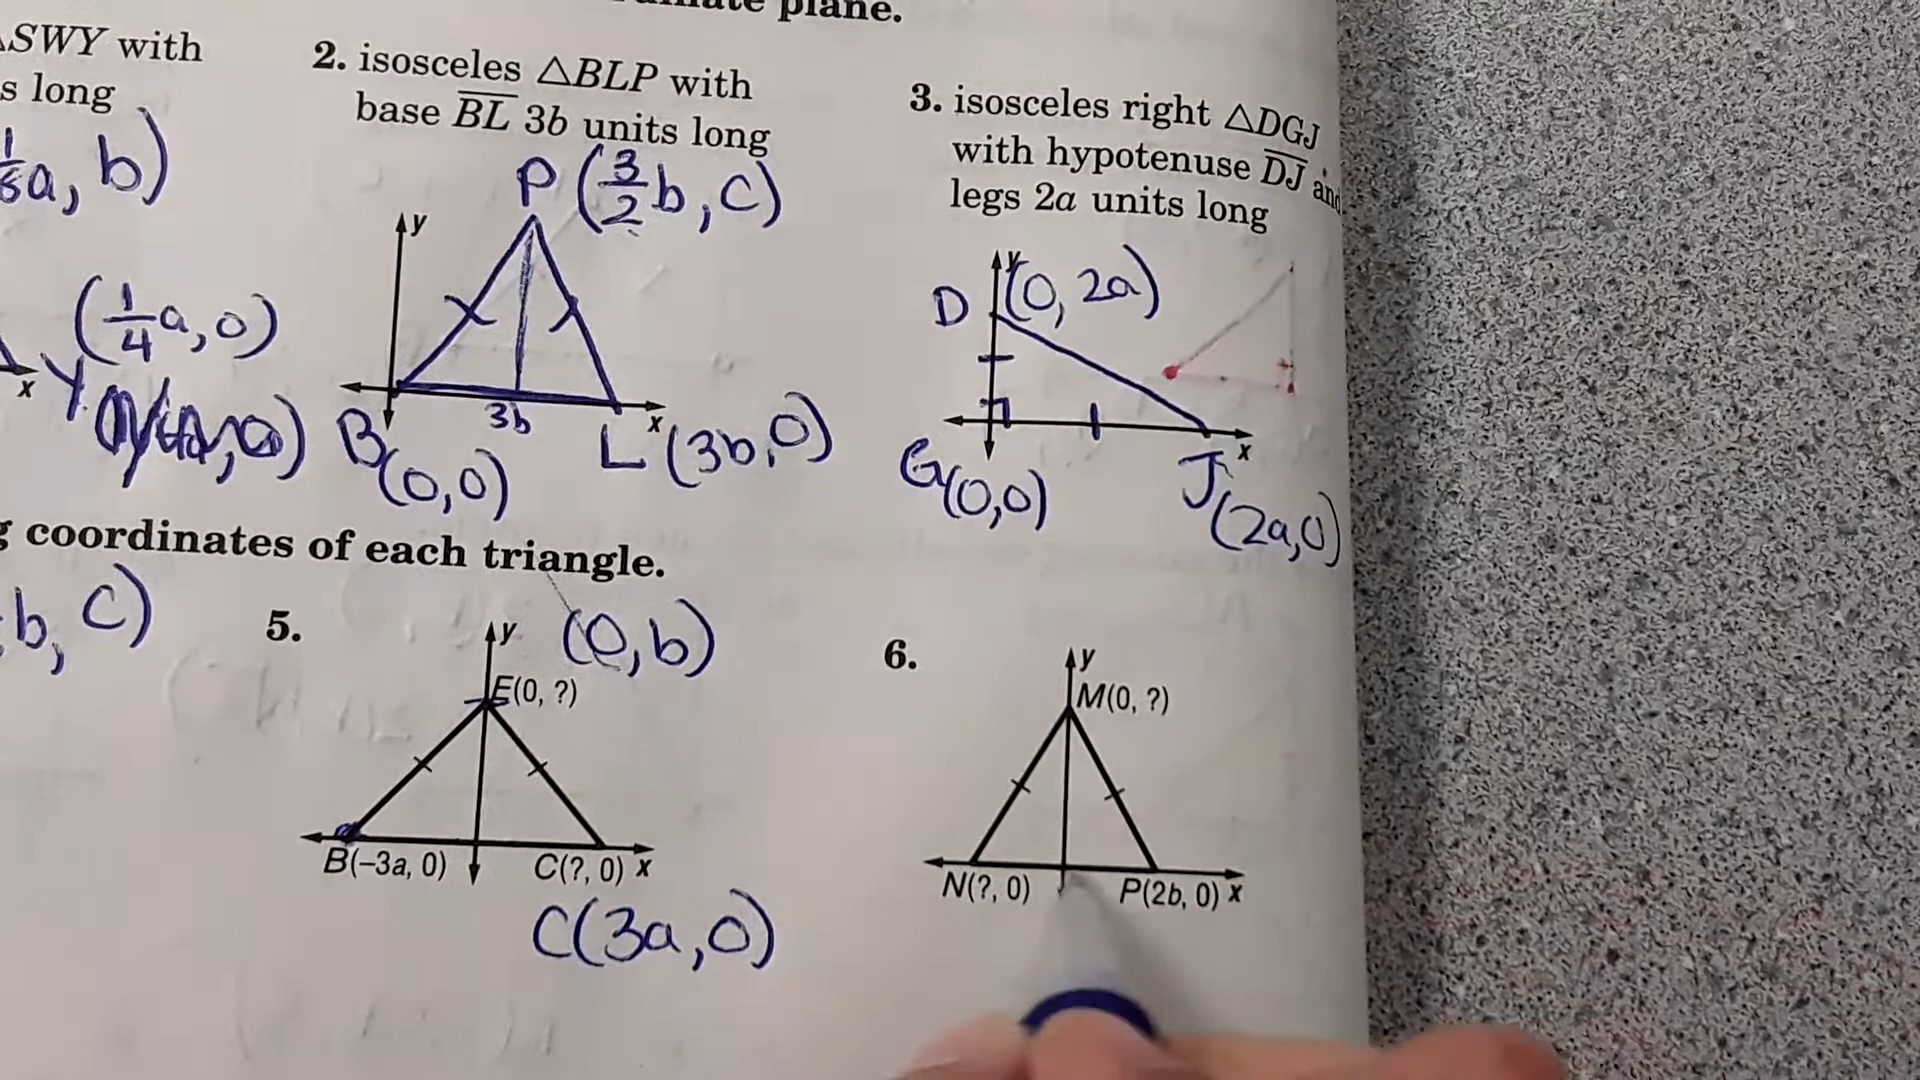 plane.
△SWY with
s long
b)
(1/4 a, 0)
Y
x
2. isosceles △BLP with
base BL 3b units long
P (3/2 b, c)
y
3b
x
B (0,0)
L (3b, 0)
3. isosceles right △DGJ
with hypotenuse DJ and
legs 2a units long
y
D (0, 2a)
x
G (0,0)
J (2a, 0)
coordinates of each triangle.
b, c)
5.
y
(0, b)
E(0, ?)
B(–3a, 0)
C(?, 0) x
C(3a, 0)
6.
y
M(0, ?)
N(?, 0)
P(2b, 0) x